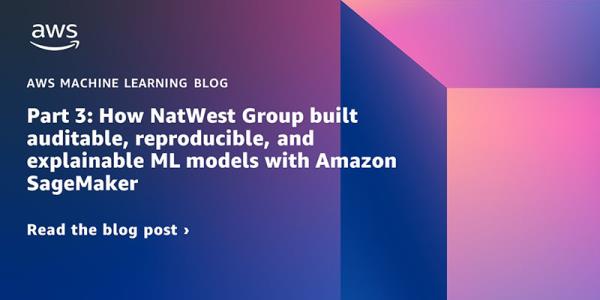 aws
AWS MACHINE LEARNING BLOG
Part 3: How NatWest Group built
auditable, reproducible, and
explainable ML models with Amazon
SageMaker
Read the blog post ›